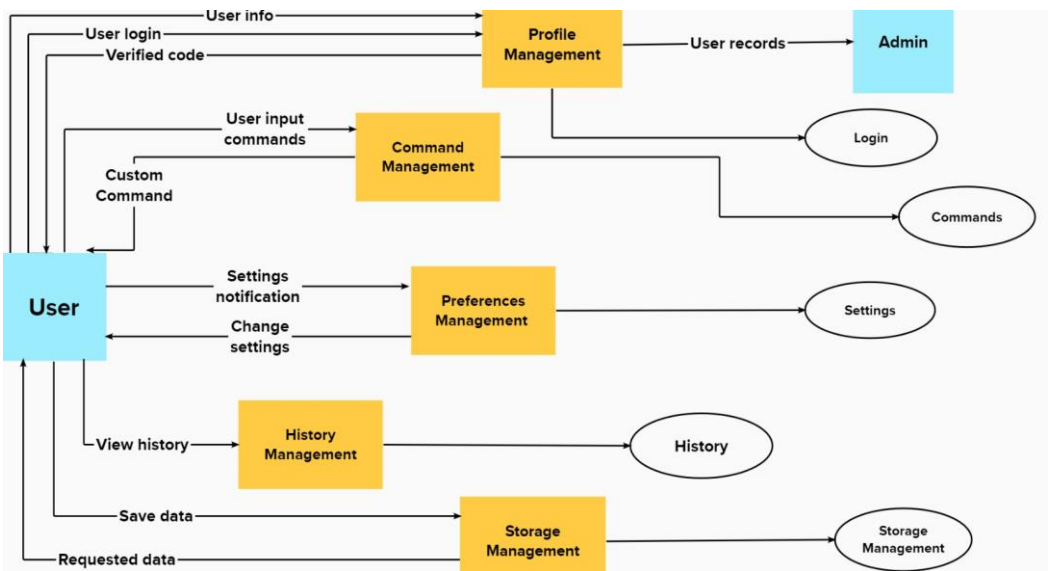 User info
User login
Verified code
Profile
Management
User records
Admin
Login
User input
commands
Command
Management
Custom
Command
Commands
User
Settings
notification
Change
settings
Preferences
Management
Settings
View history
History
Management
History
Save data
Requested data
Storage
Management
Storage
Management